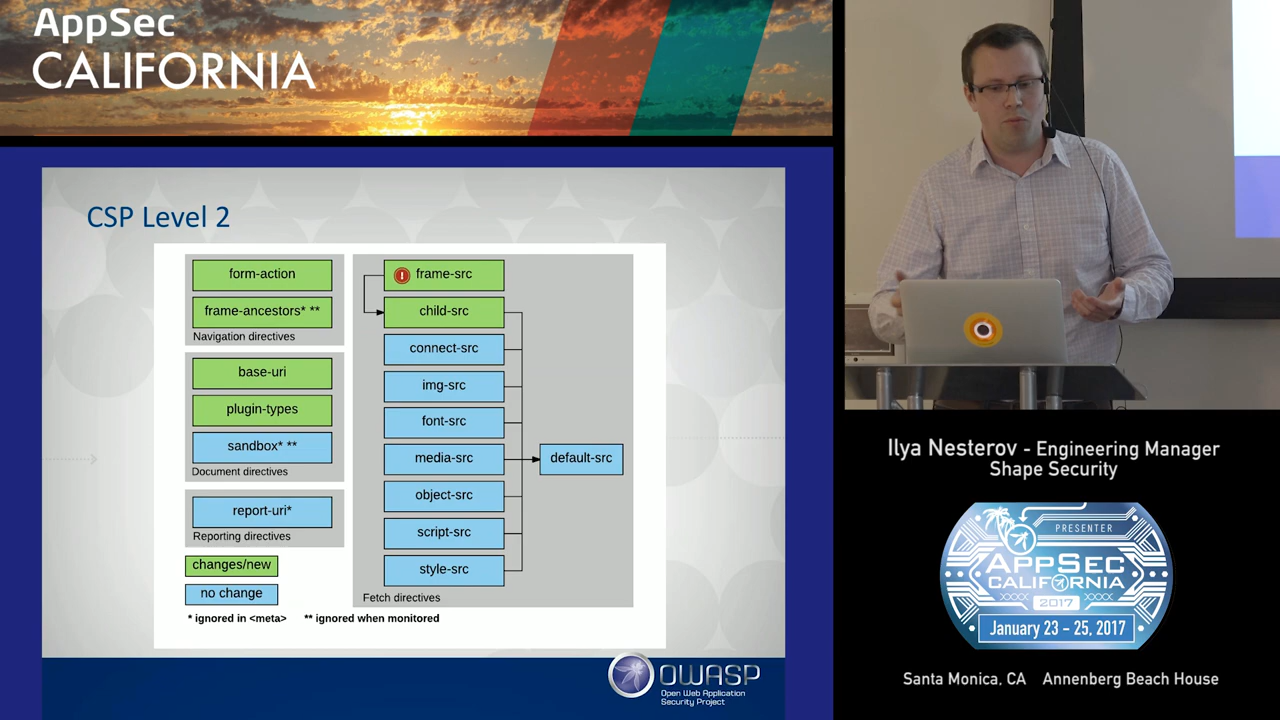 AppSec
CALIFORNIA
CSP Level 2
form-action
frame-ancestors* **
Navigation directives
base-uri
plugin-types
sandbox* **
Document directives
report-uri*
Reporting directives
changes/new
no change
* ignored in <meta> ** ignored when monitored
frame-src
child-src
connect-src
img-src
font-src
media-src
object-src
script-src
style-src
Fetch directives
default-src
OWASP
Open Web Application
Security Project
Ilya Nesterov - Engineering Manager
Shape Security
PRESENTER
APPSEC
CALIFORNIA
2017
January 23 - 25, 2017
Santa Monica, CA Annenberg Beach House